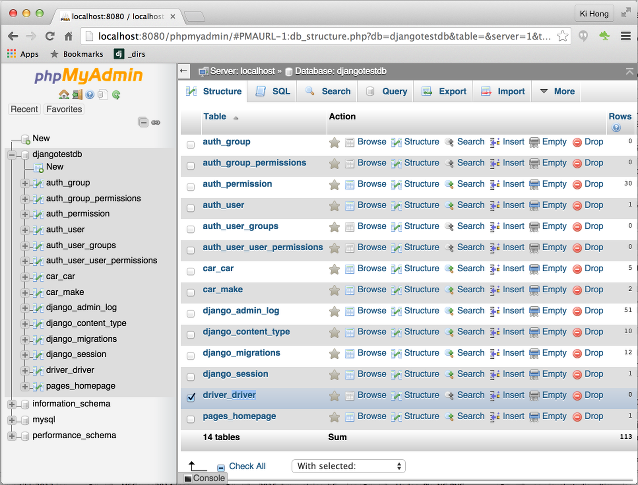 localhost:8080 / localhost
Ki Hong
localhost:8080/phpmyadmin/#PMAURL-1:db_structure.php?db=djangotestdb&table=&server=1&t...
Apps Bookmarks dj _dirs
phpMyAdmin
Recent Favorites
New
djangotestdb
New
auth_group
auth_group_permissions
auth_permission
auth_user
auth_user_groups
auth_user_user_permissions
car_car
car_make
django_admin_log
django_content_type
django_migrations
django_session
driver_driver
pages_homepage
information_schema
mysql
performance_schema
Server: localhost » Database: djangotestdb
Structure SQL Search Query Export Import More
Table Action Rows
auth_group Browse Structure Search Insert Empty Drop 0
auth_group_permissions Browse Structure Search Insert Empty Drop 0
auth_permission Browse Structure Search Insert Empty Drop 30
auth_user Browse Structure Search Insert Empty Drop 1
auth_user_groups Browse Structure Search Insert Empty Drop 0
auth_user_user_permissions Browse Structure Search Insert Empty Drop 0
car_car Browse Structure Search Insert Empty Drop 5
car_make Browse Structure Search Insert Empty Drop 2
django_admin_log Browse Structure Search Insert Empty Drop 51
django_content_type Browse Structure Search Insert Empty Drop 10
django_migrations Browse Structure Search Insert Empty Drop 12
django_session Browse Structure Search Insert Empty Drop 1
driver_driver Browse Structure Search Insert Empty Drop 0
pages_homepage Browse Structure Search Insert Empty Drop 1
14 tables Sum 113
Check All With selected:
Console